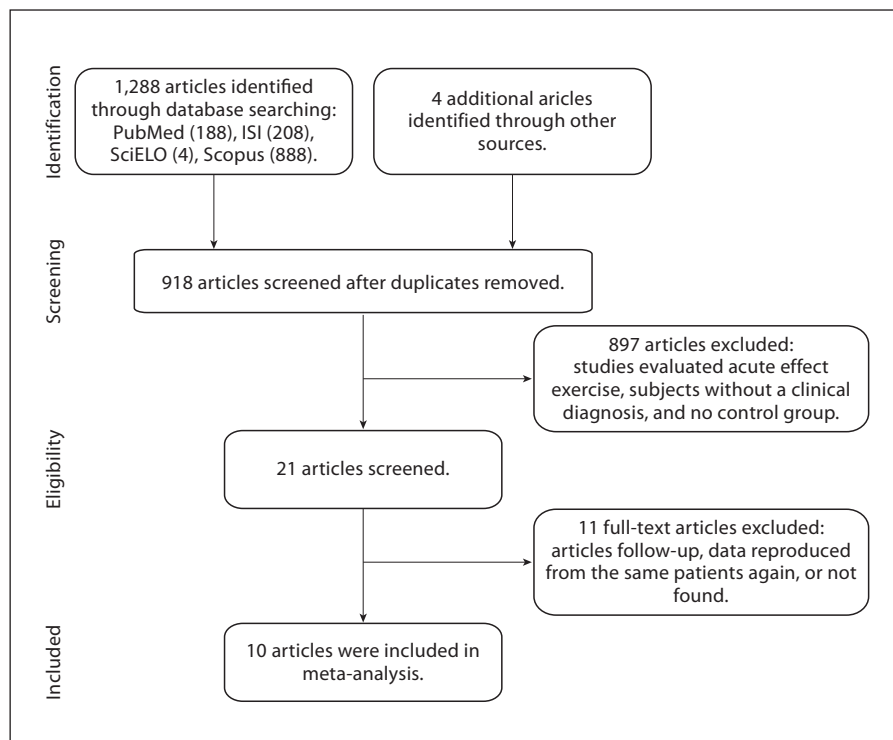 Identification
1,288 articles identified
through database searching:
PubMed (188), ISI (208),
SciELO (4), Scopus (888).
4 additional aricles
identified through other
sources.
Screening
918 articles screened after duplicates removed.
897 articles excluded:
studies evaluated acute effect
exercise, subjects without a clinical
diagnosis, and no control group.
Eligibility
21 articles screened.
11 full-text articles excluded:
articles follow-up, data reproduced
from the same patients again, or not
found.
Included
10 articles were included in
meta-analysis.